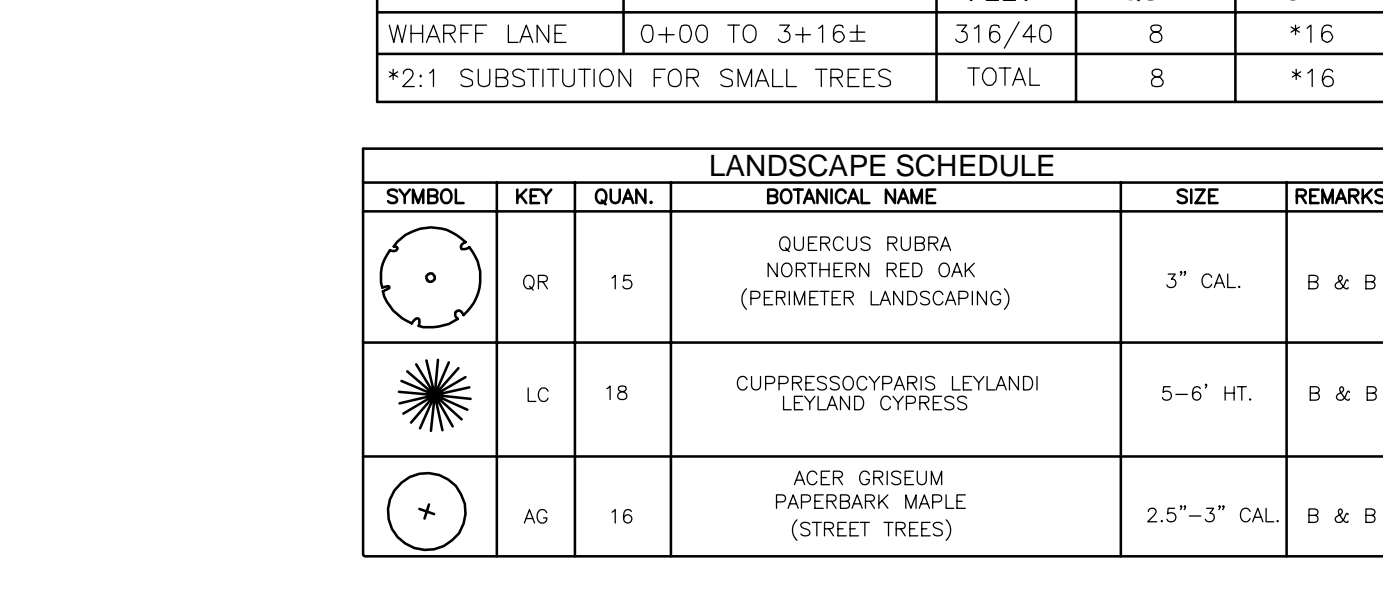 WHARFF LANE 0+00 TO 3+16± 316/40 8 *16
*2:1 SUBSTITUTION FOR SMALL TREES TOTAL 8 *16
LANDSCAPE SCHEDULE
SYMBOL KEY QUAN. BOTANICAL NAME SIZE REMARKS
QUERCUS RUBRA
NORTHERN RED OAK
QR 15 3" CAL. B & B
(PERIMETER LANDSCAPING)
CUPPRESSOCYPARIS LEYLANDI
LC 18 5-6' HT. B & B
LEYLAND CYPRESS
ACER GRISEUM
PAPERBARK MAPLE
AG 16 2.5"-3" CAL. B & B
(STREET TREES)